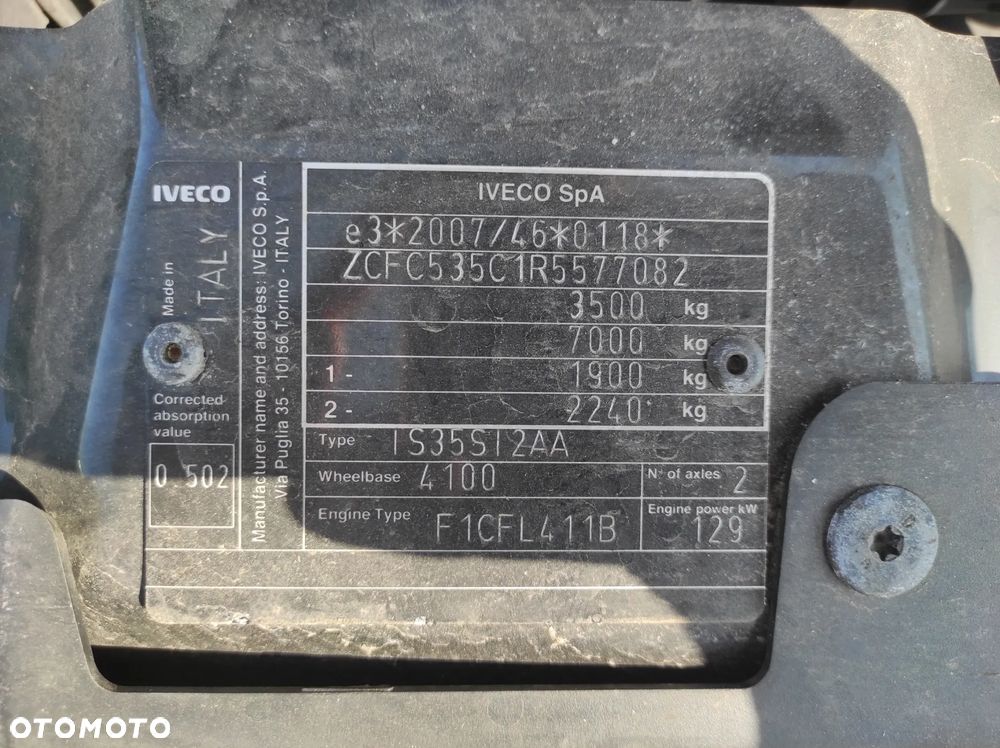 IVECO
Made in
ITALY
Corrected
absorption
value
0.502
Manufacturer name and address: IVECO S.p.A.
Via Puglia 35 - 10156 Torino - ITALY
IVECO SpA
e3*2007/46*0118*
ZCFC535C1R5577082
3500 kg
7000 kg
1 - 1900 kg
2 - 2240 kg
Type IS35SI2AA
Wheelbase 4100 N.º of axles 2
Engine Type F1CFL411B Engine power kW 129
OTOMOTO